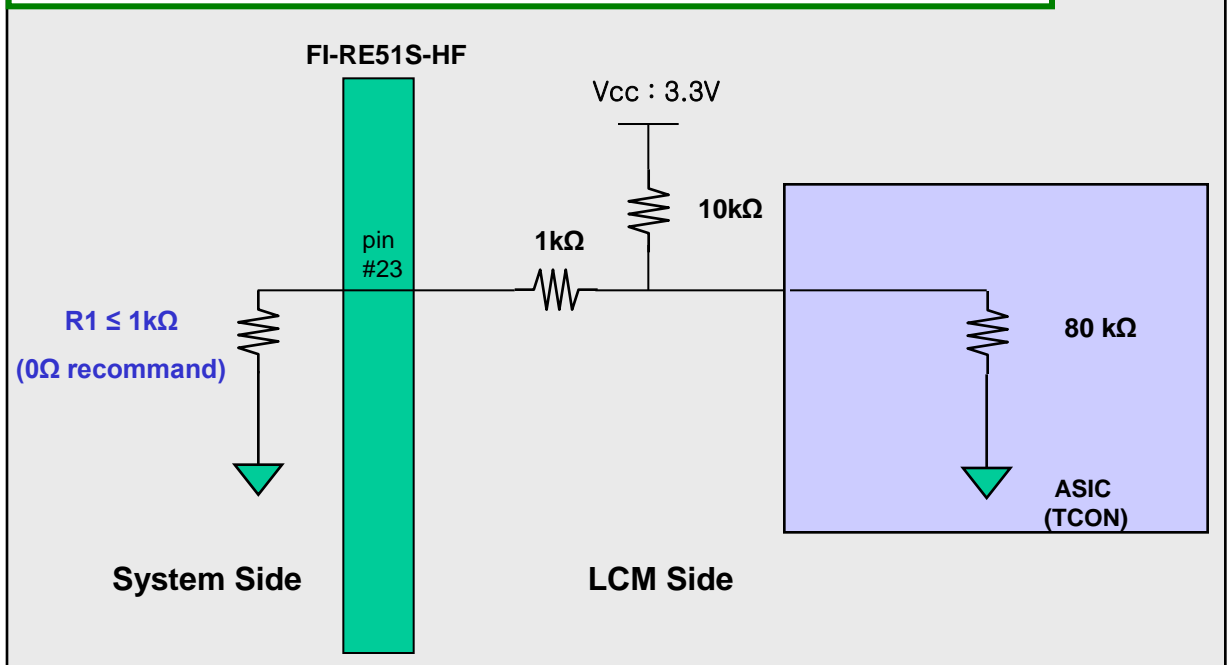 FI-RE51S-HF
Vcc : 3.3V
10kΩ
1kΩ
pin
#23
R1 ≤ 1kΩ
(0Ω recommand)
80 kΩ
ASIC
(TCON)
System Side
LCM Side